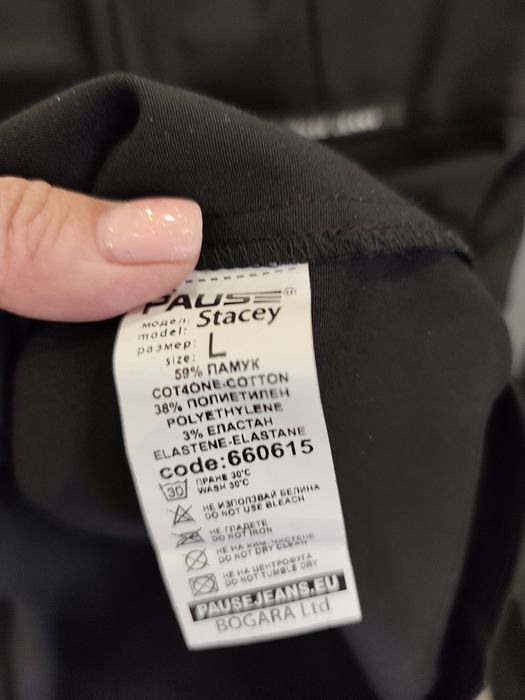 PAUSE
модел:
model: Stacey
размер:
size: L
59% ПАМУК
COT4ONE-COTTON
38% ПОЛИЕТИЛЕН
POLYETHYLENE
3% ЕЛАСТАН
ELASTENE-ELASTANE
code:660615
30 ПРАНЕ 30°C
WASH 30°C
НЕ ИЗПОЛЗВАЙ БЕЛИНА
DO NOT USE BLEACH
НЕ ГЛАДЕТЕ
DO NOT IRON
НЕ НА ХИМ. ЧИСТЕНЕ
DO NOT DRY CLEAN
НЕ НА ЦЕНТРОФУГА
DO NOT TUMBLE DRY
PAUSEJEANS.EU
BOGARA Ltd